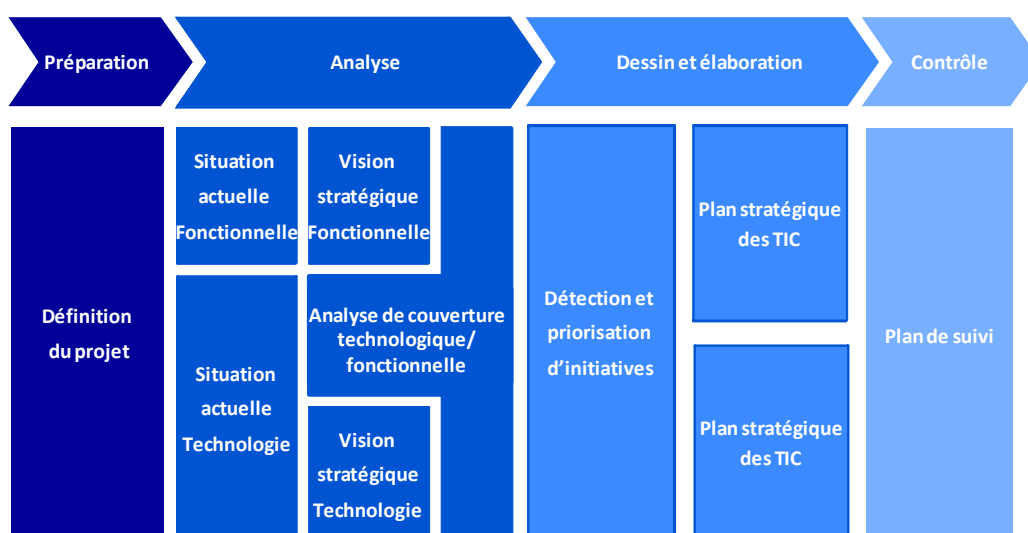 Préparation
Analyse
Dessin et élaboration
Contrôle
Définition
du projet
Situation
actuelle
Fonctionnelle
Vision
stratégique
Fonctionnelle
Situation
actuelle
Technologie
Analyse de couverture
technologique/
fonctionnelle
Vision
stratégique
Technologie
Détection et
priorisation
d’initiatives
Plan stratégique
des TIC
Plan stratégique
des TIC
Plan de suivi